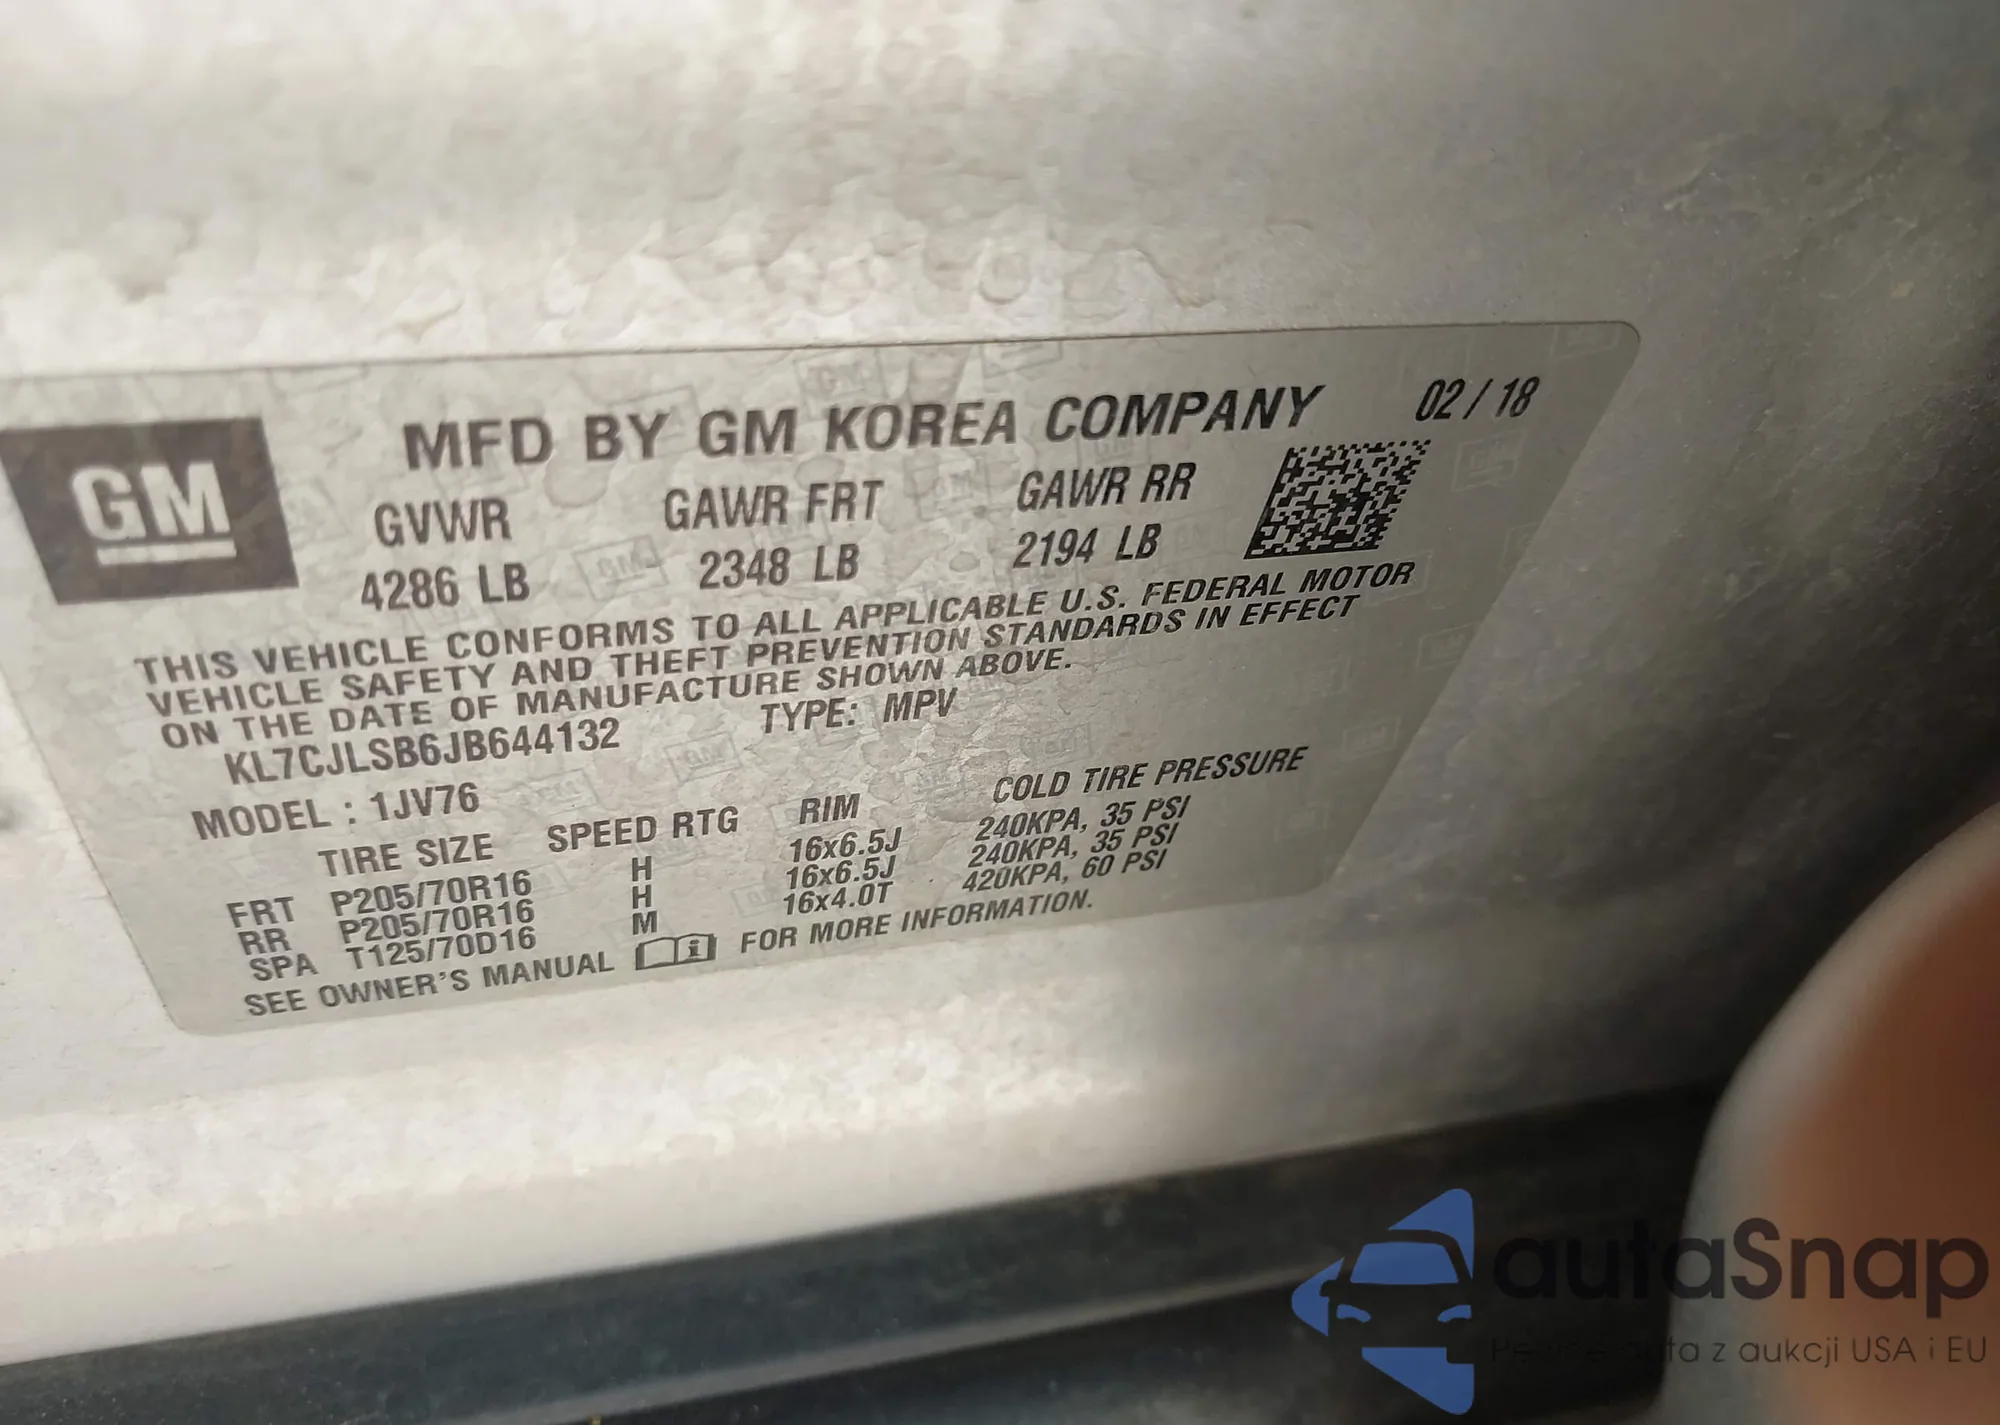 GM
MFD BY GM KOREA COMPANY 02/18
GVWR GAWR FRT GAWR RR
4286 LB 2348 LB 2194 LB
THIS VEHICLE CONFORMS TO ALL APPLICABLE U.S. FEDERAL MOTOR
VEHICLE SAFETY AND THEFT PREVENTION STANDARDS IN EFFECT
ON THE DATE OF MANUFACTURE SHOWN ABOVE.
KL7CJLSB6JB644132 TYPE: MPV
MODEL : 1JV76
TIRE SIZE SPEED RTG RIM COLD TIRE PRESSURE
FRT P205/70R16 H 16x6.5J 240KPA, 35 PSI
RR P205/70R16 H 16x6.5J 240KPA, 35 PSI
SPA T125/70D16 M 16x4.0T 420KPA, 60 PSI
SEE OWNER'S MANUAL FOR MORE INFORMATION.
autaSnap
auta z aukcji USA i EU